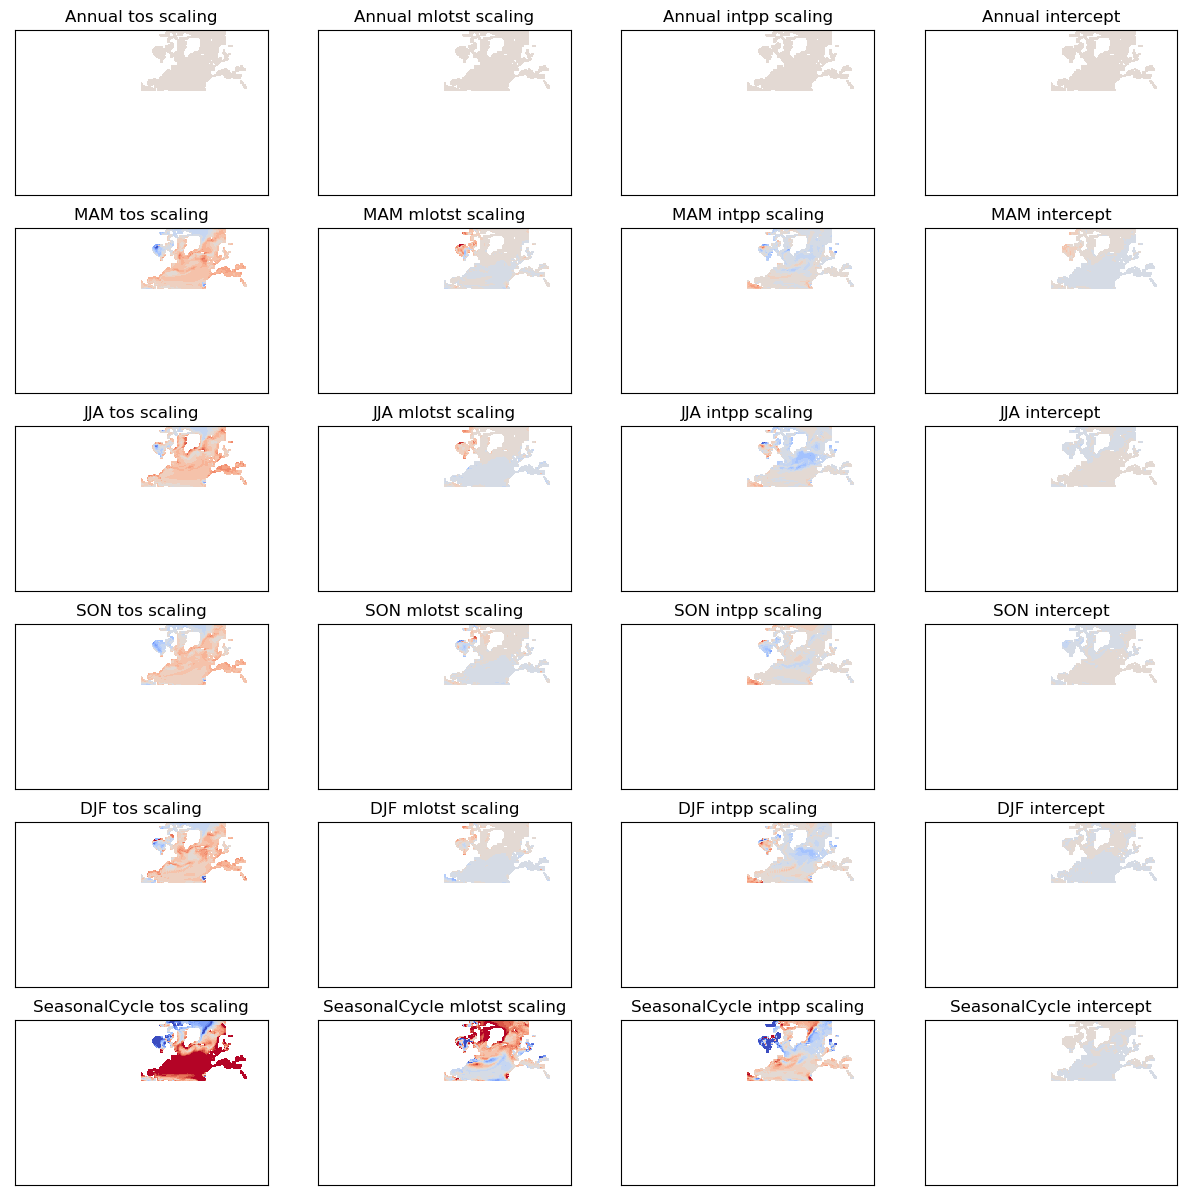 Annual tos scaling
Annual mlotst scaling
Annual intpp scaling
Annual intercept
MAM tos scaling
MAM mlotst scaling
MAM intpp scaling
MAM intercept
JJA tos scaling
JJA mlotst scaling
JJA intpp scaling
JJA intercept
SON tos scaling
SON mlotst scaling
SON intpp scaling
SON intercept
DJF tos scaling
DJF mlotst scaling
DJF intpp scaling
DJF intercept
SeasonalCycle tos scaling
SeasonalCycle mlotst scaling
SeasonalCycle intpp scaling
SeasonalCycle intercept